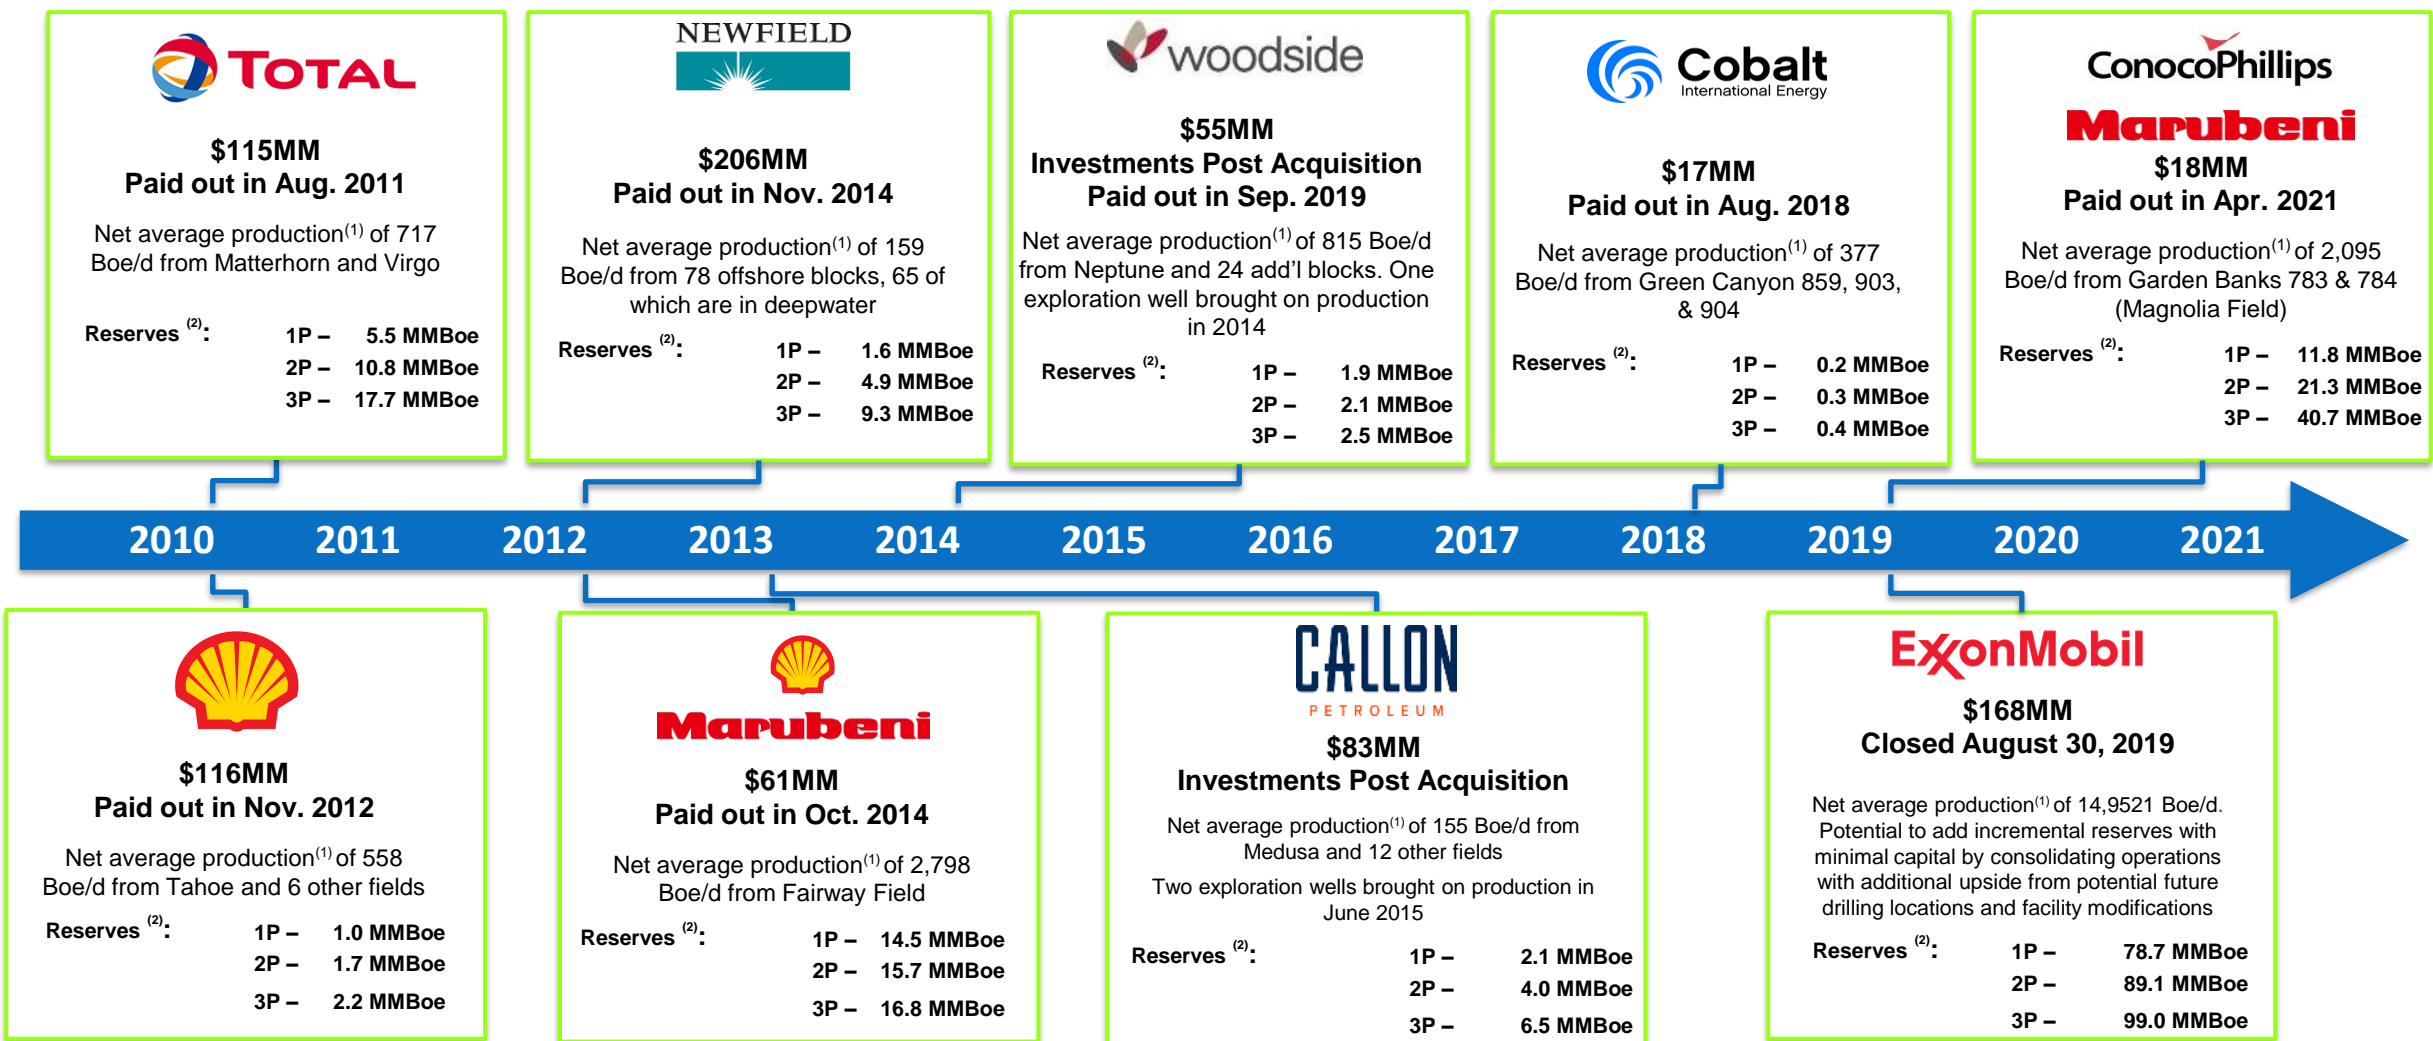 TOTAL
$115MM
Paid out in Aug. 2011
Net average production(1) of 717
Boe/d from Matterhorn and Virgo
Reserves (2): 1P – 5.5 MMBoe
2P – 10.8 MMBoe
3P – 17.7 MMBoe
NEWFIELD
$206MM
Paid out in Nov. 2014
Net average production(1) of 159
Boe/d from 78 offshore blocks, 65 of
which are in deepwater
Reserves (2): 1P – 1.6 MMBoe
2P – 4.9 MMBoe
3P – 9.3 MMBoe
woodside
$55MM
Investments Post Acquisition
Paid out in Sep. 2019
Net average production(1) of 815 Boe/d
from Neptune and 24 add'l blocks. One
exploration well brought on production
in 2014
Reserves (2): 1P – 1.9 MMBoe
2P – 2.1 MMBoe
3P – 2.5 MMBoe
Cobalt
International Energy
$17MM
Paid out in Aug. 2018
Net average production(1) of 377
Boe/d from Green Canyon 859, 903,
& 904
Reserves (2): 1P – 0.2 MMBoe
2P – 0.3 MMBoe
3P – 0.4 MMBoe
ConocoPhillips
Marubeni
$18MM
Paid out in Apr. 2021
Net average production(1) of 2,095
Boe/d from Garden Banks 783 & 784
(Magnolia Field)
Reserves (2): 1P – 11.8 MMBoe
2P – 21.3 MMBoe
3P – 40.7 MMBoe
2010 2011 2012 2013 2014 2015 2016 2017 2018 2019 2020 2021
$116MM
Paid out in Nov. 2012
Net average production(1) of 558
Boe/d from Tahoe and 6 other fields
Reserves (2): 1P – 1.0 MMBoe
2P – 1.7 MMBoe
3P – 2.2 MMBoe
Marubeni
$61MM
Paid out in Oct. 2014
Net average production(1) of 2,798
Boe/d from Fairway Field
Reserves (2): 1P – 14.5 MMBoe
2P – 15.7 MMBoe
3P – 16.8 MMBoe
CALLON
PETROLEUM
$83MM
Investments Post Acquisition
Net average production(1) of 155 Boe/d from
Medusa and 12 other fields
Two exploration wells brought on production in
June 2015
Reserves (2): 1P – 2.1 MMBoe
2P – 4.0 MMBoe
3P – 6.5 MMBoe
ExxonMobil
$168MM
Closed August 30, 2019
Net average production(1) of 14,9521 Boe/d.
Potential to add incremental reserves with
minimal capital by consolidating operations
with additional upside from potential future
drilling locations and facility modifications
Reserves (2): 1P – 78.7 MMBoe
2P – 89.1 MMBoe
3P – 99.0 MMBoe